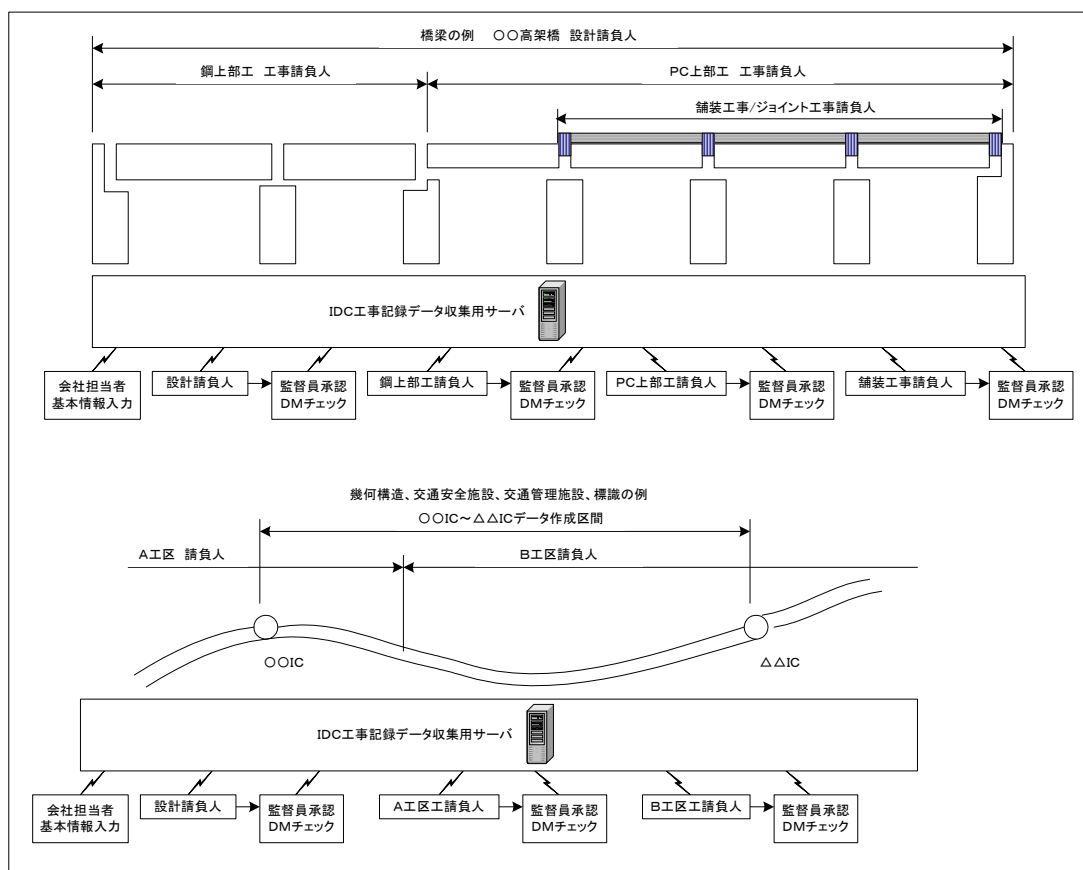 橋梁の例　〇〇高架橋 設計請負人
鋼上部工 工事請負人
PC上部工 工事請負人
舗装工事/ジョイント工事請負人
IDC工事記録データ収集用サーバ
会社担当者
基本情報入力
設計請負人
監督員承認
DMチェック
鋼上部工請負人
監督員承認
DMチェック
PC上部工請負人
監督員承認
DMチェック
舗装工事請負人
監督員承認
DMチェック
幾何構造、交通安全施設、交通管理施設、標識の例
〇〇IC～△△ICデータ作成区間
A工区 請負人
B工区請負人
〇〇IC
△△IC
IDC工事記録データ収集用サーバ
会社担当者
基本情報入力
設計請負人
監督員承認
DMチェック
A工区工請負人
監督員承認
DMチェック
B工区工請負人
監督員承認
DMチェック